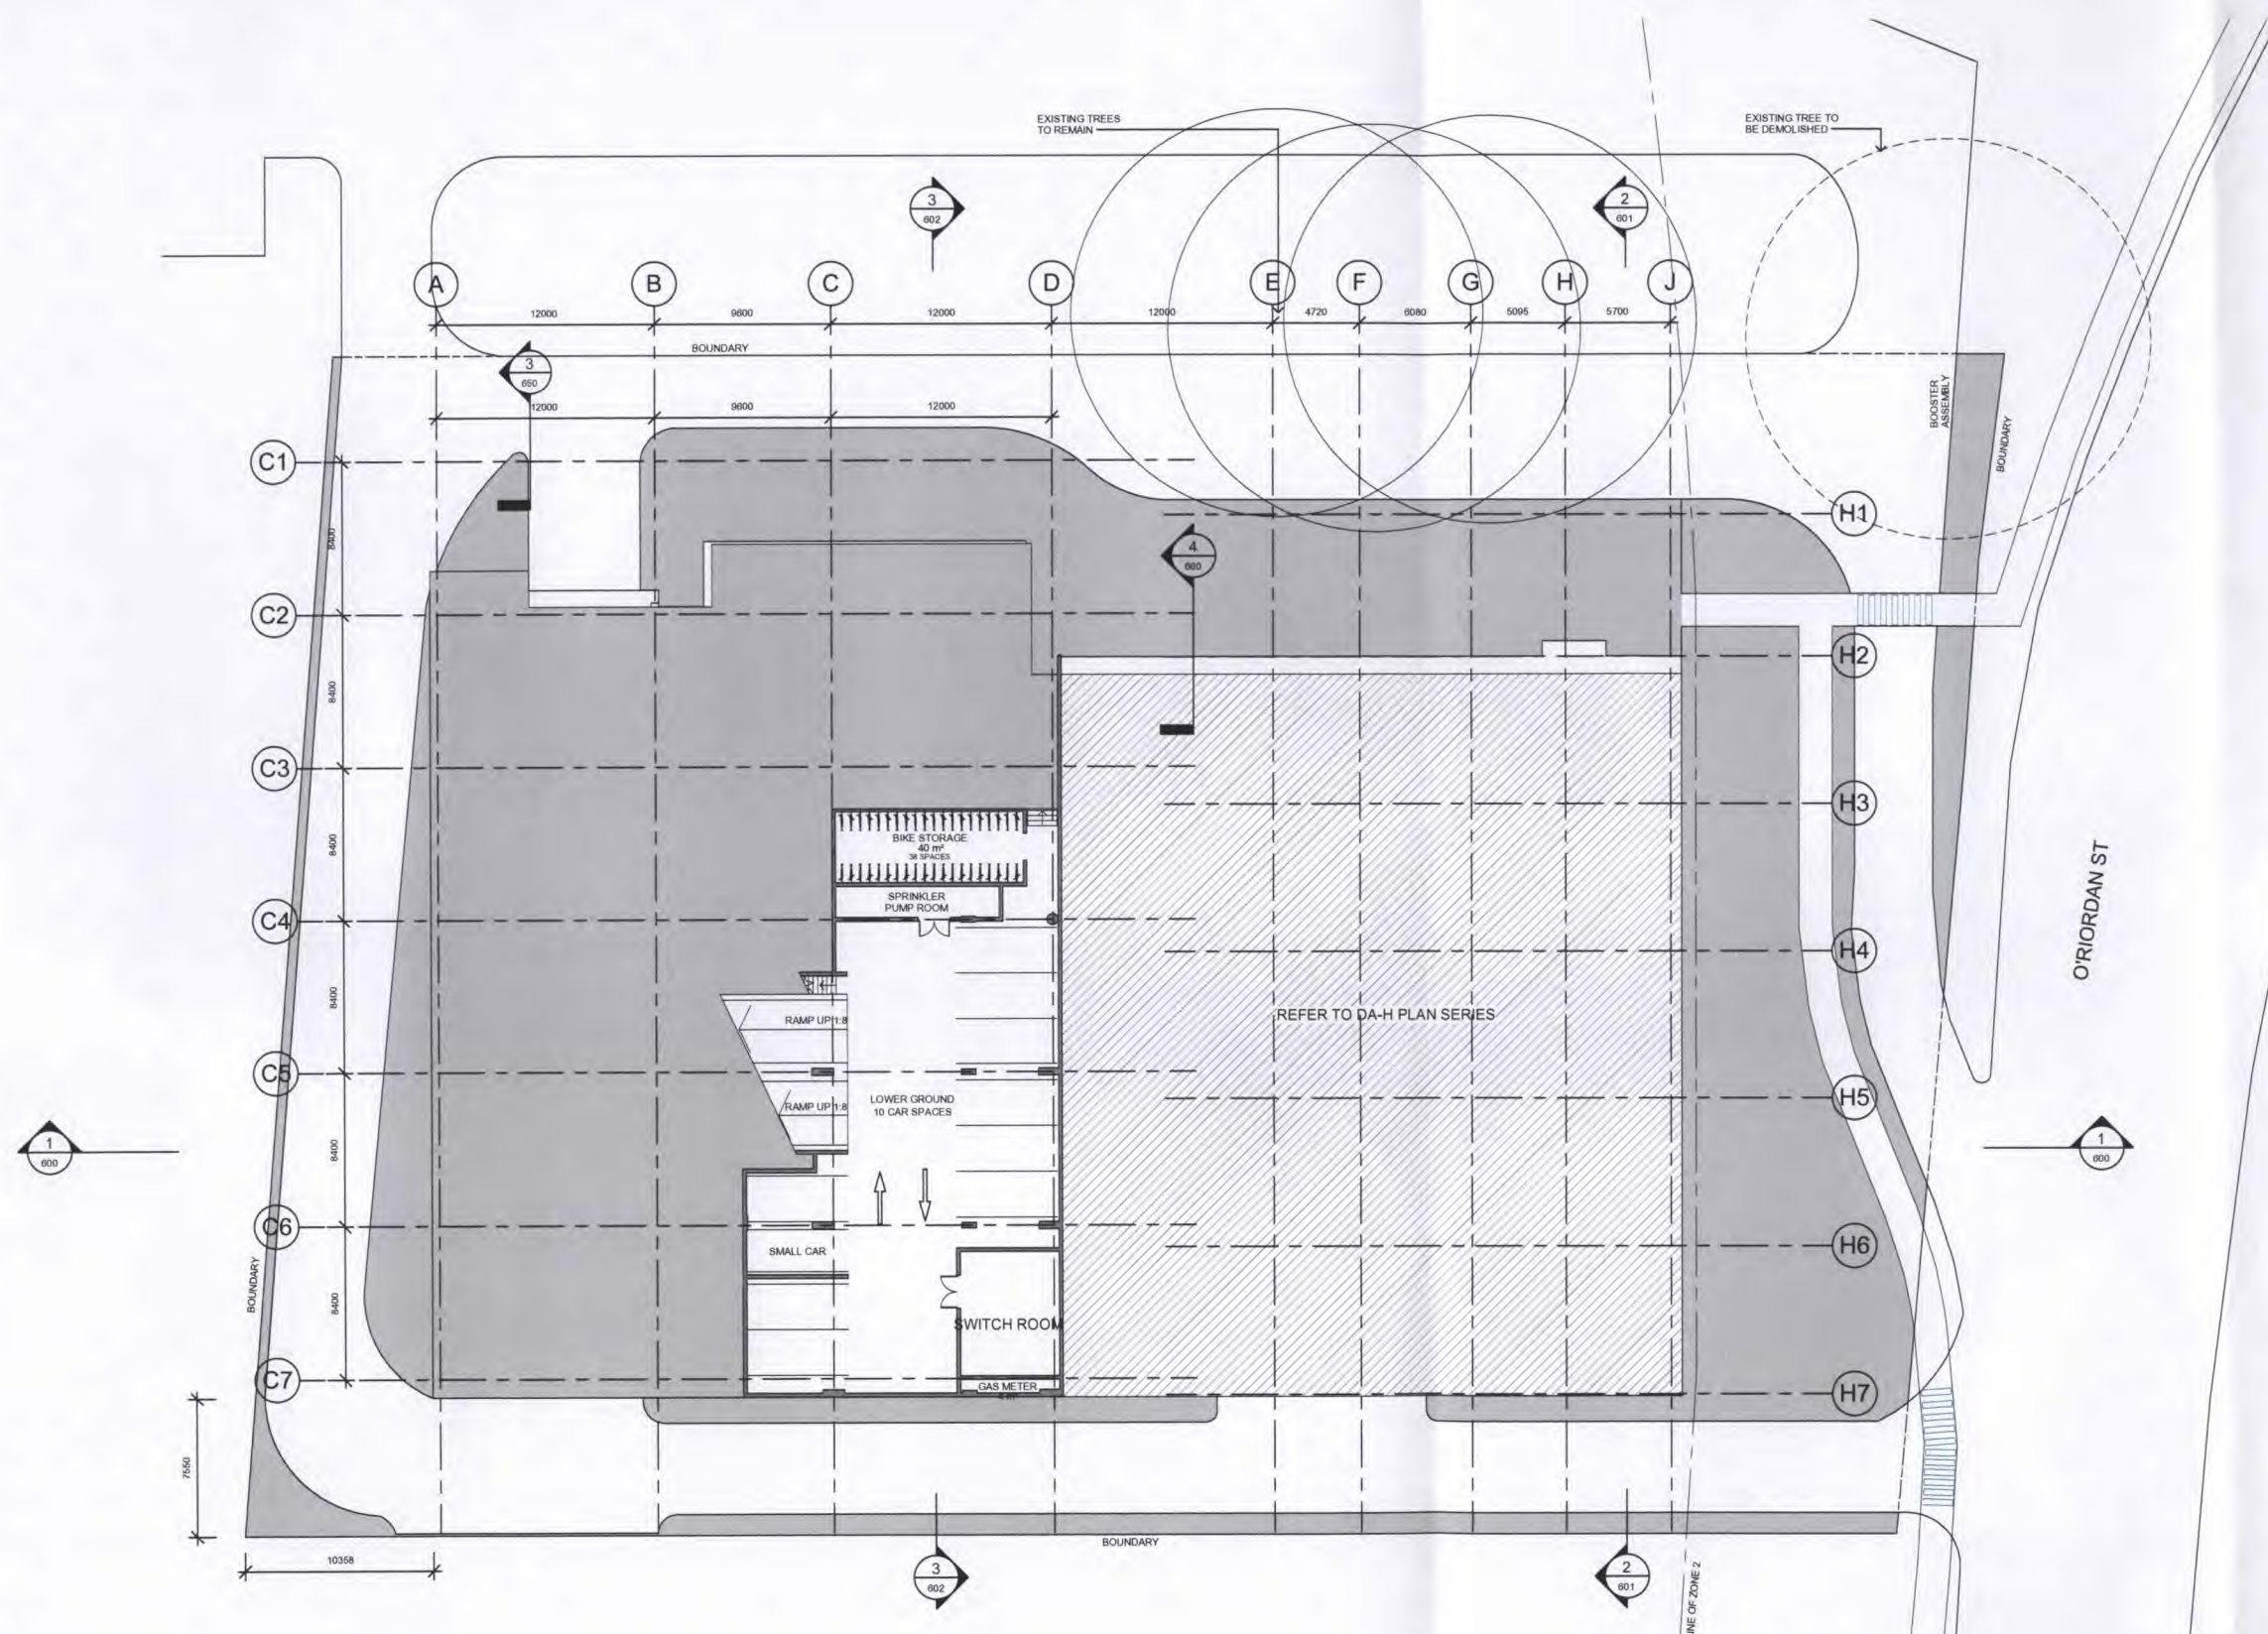 EXISTING TREES
TO REMAIN
EXISTING TREE TO
BE DEMOLISHED
3
602
2
601
A
B
C
D
E
F
G
H
J
12000
9600
12000
12000
4720
6080
5095
5700
BOUNDARY
3
650
12000
9600
12000
BOOSTER
ASSEMBLY
BOUNDARY
C1
H1
8400
4
C2
H2
8400
C3
H3
8400
BIKE STORAGE
40 m²
38 SPACES
SPRINKLER
PUMP ROOM
C4
H4
O'RIORDAN ST
8400
RAMP UP 1:8
REFER TO DA-H PLAN SERIES
C5
RAMP UP 1:8
LOWER GROUND
10 CAR SPACES
H5
1
600
8400
1
600
C6
SMALL CAR
H6
BOUNDARY
8400
SWITCH ROOM
C7
GAS METER
H7
7550
BOUNDARY
10358
3
602
2
601
LINE OF ZONE 2